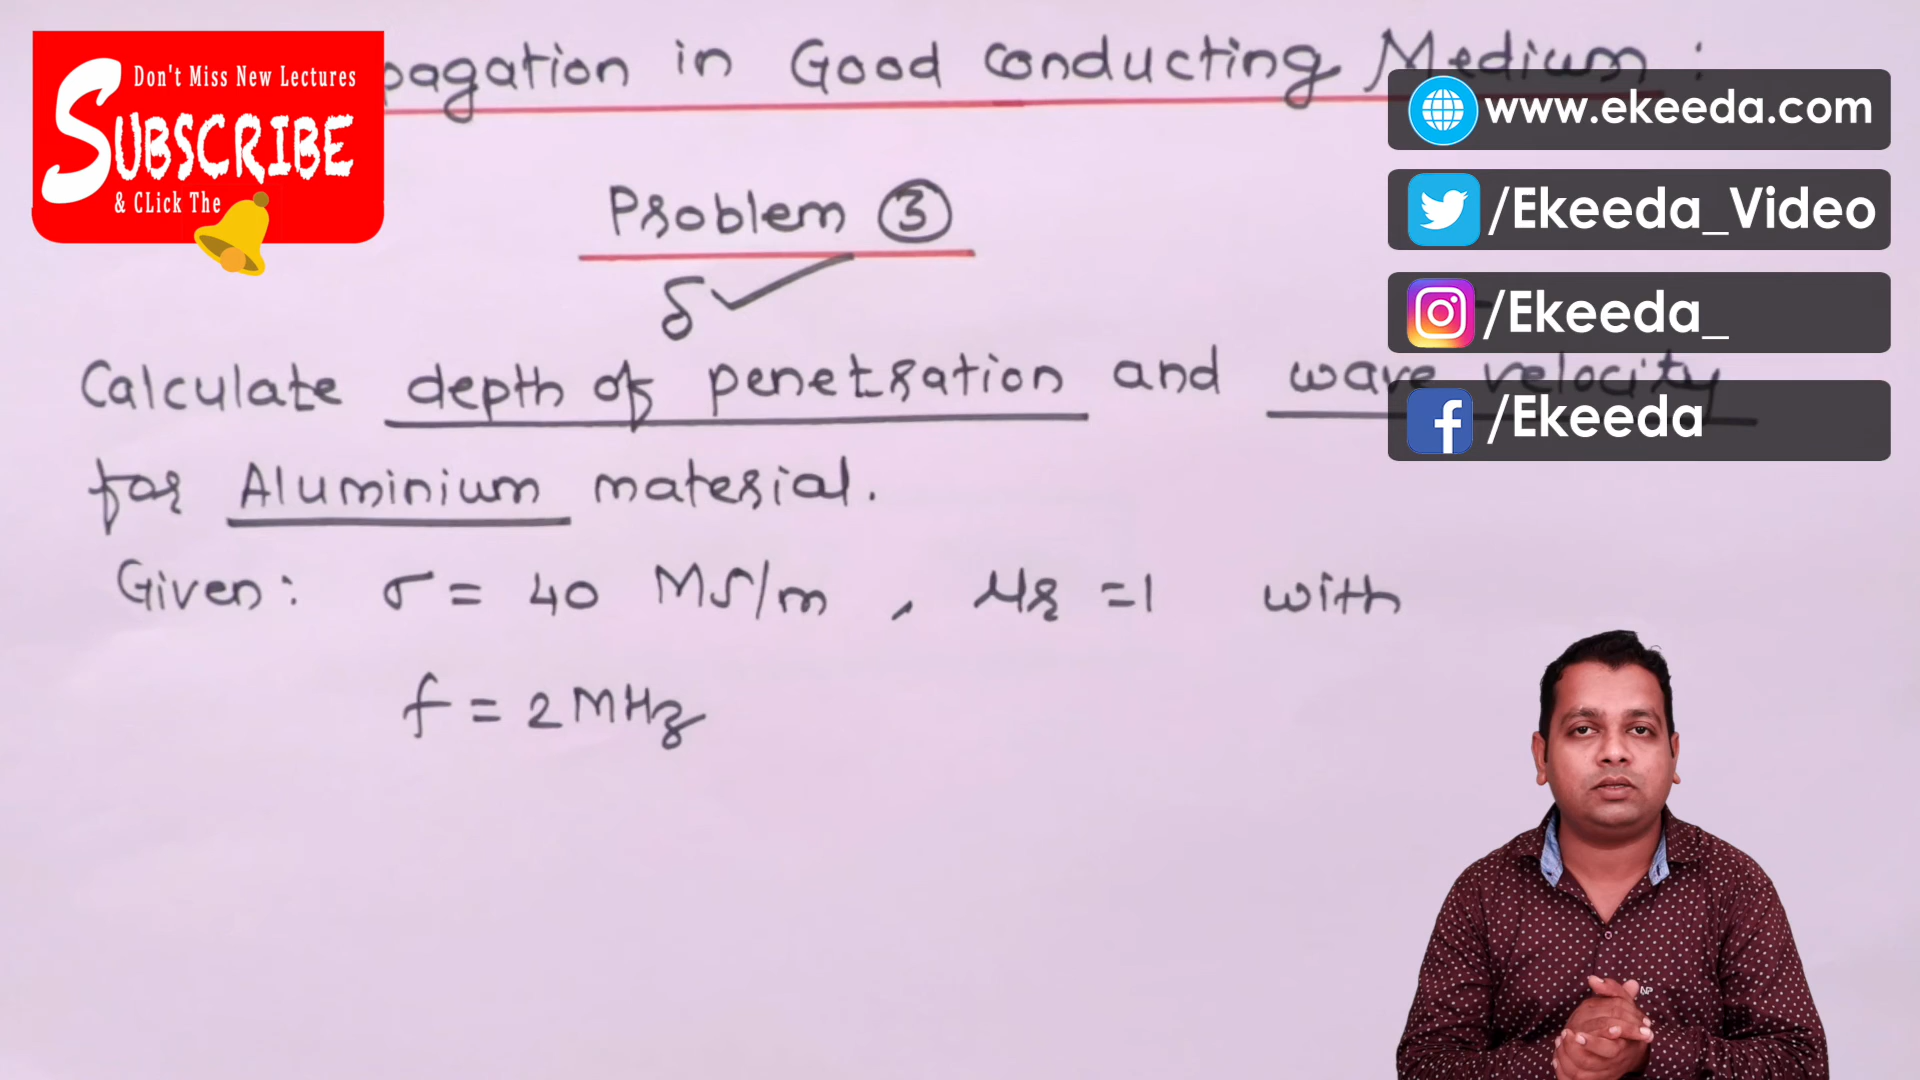 pagation in Good conducting Medium :
Don't Miss New Lectures
SUBSCRIBE
& CLick The
www.ekeeda.com
/Ekeeda_Video
/Ekeeda_
/Ekeeda
Problem ③
δ ✓
Calculate depth of penetration and wave velocity
for Aluminium material.
Given: σ = 40 MS/m , μr = 1 with
f = 2 MHz
NP